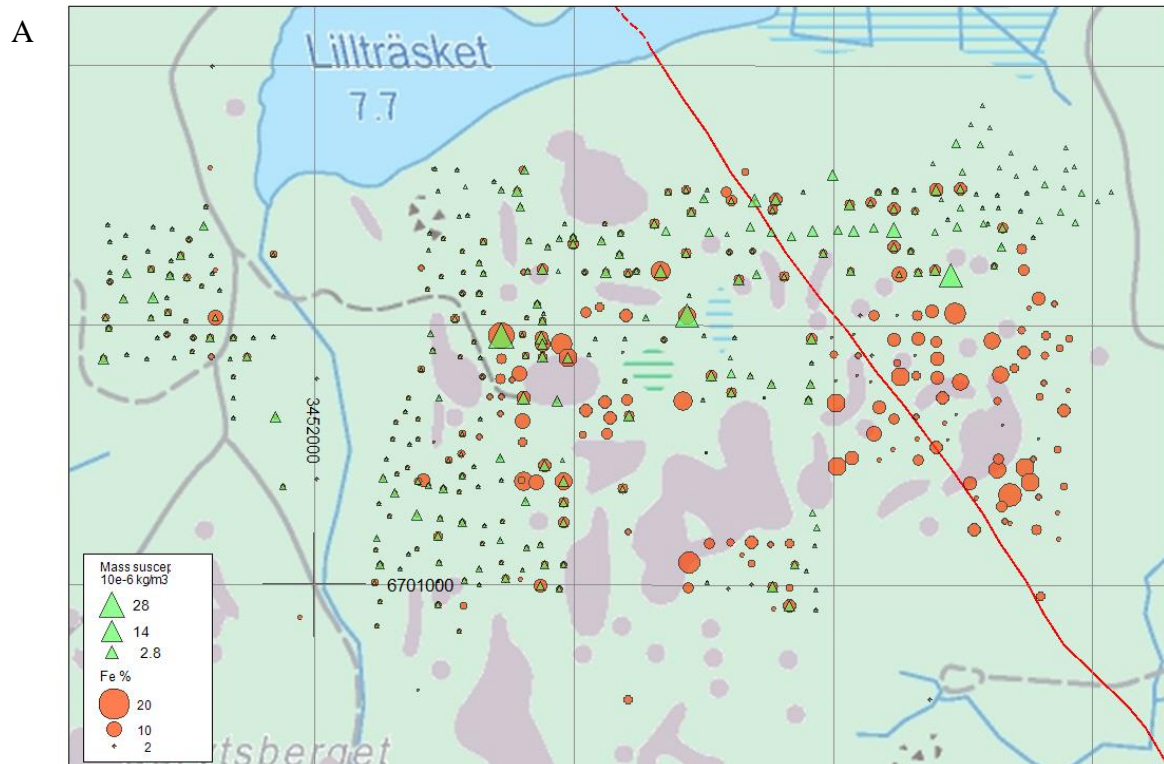 A
Lillträsket
7.7
3452000
6701000
tsberget
Mass suscep
10e-6 kg/m3
28
14
2.8
Fe %
20
10
2